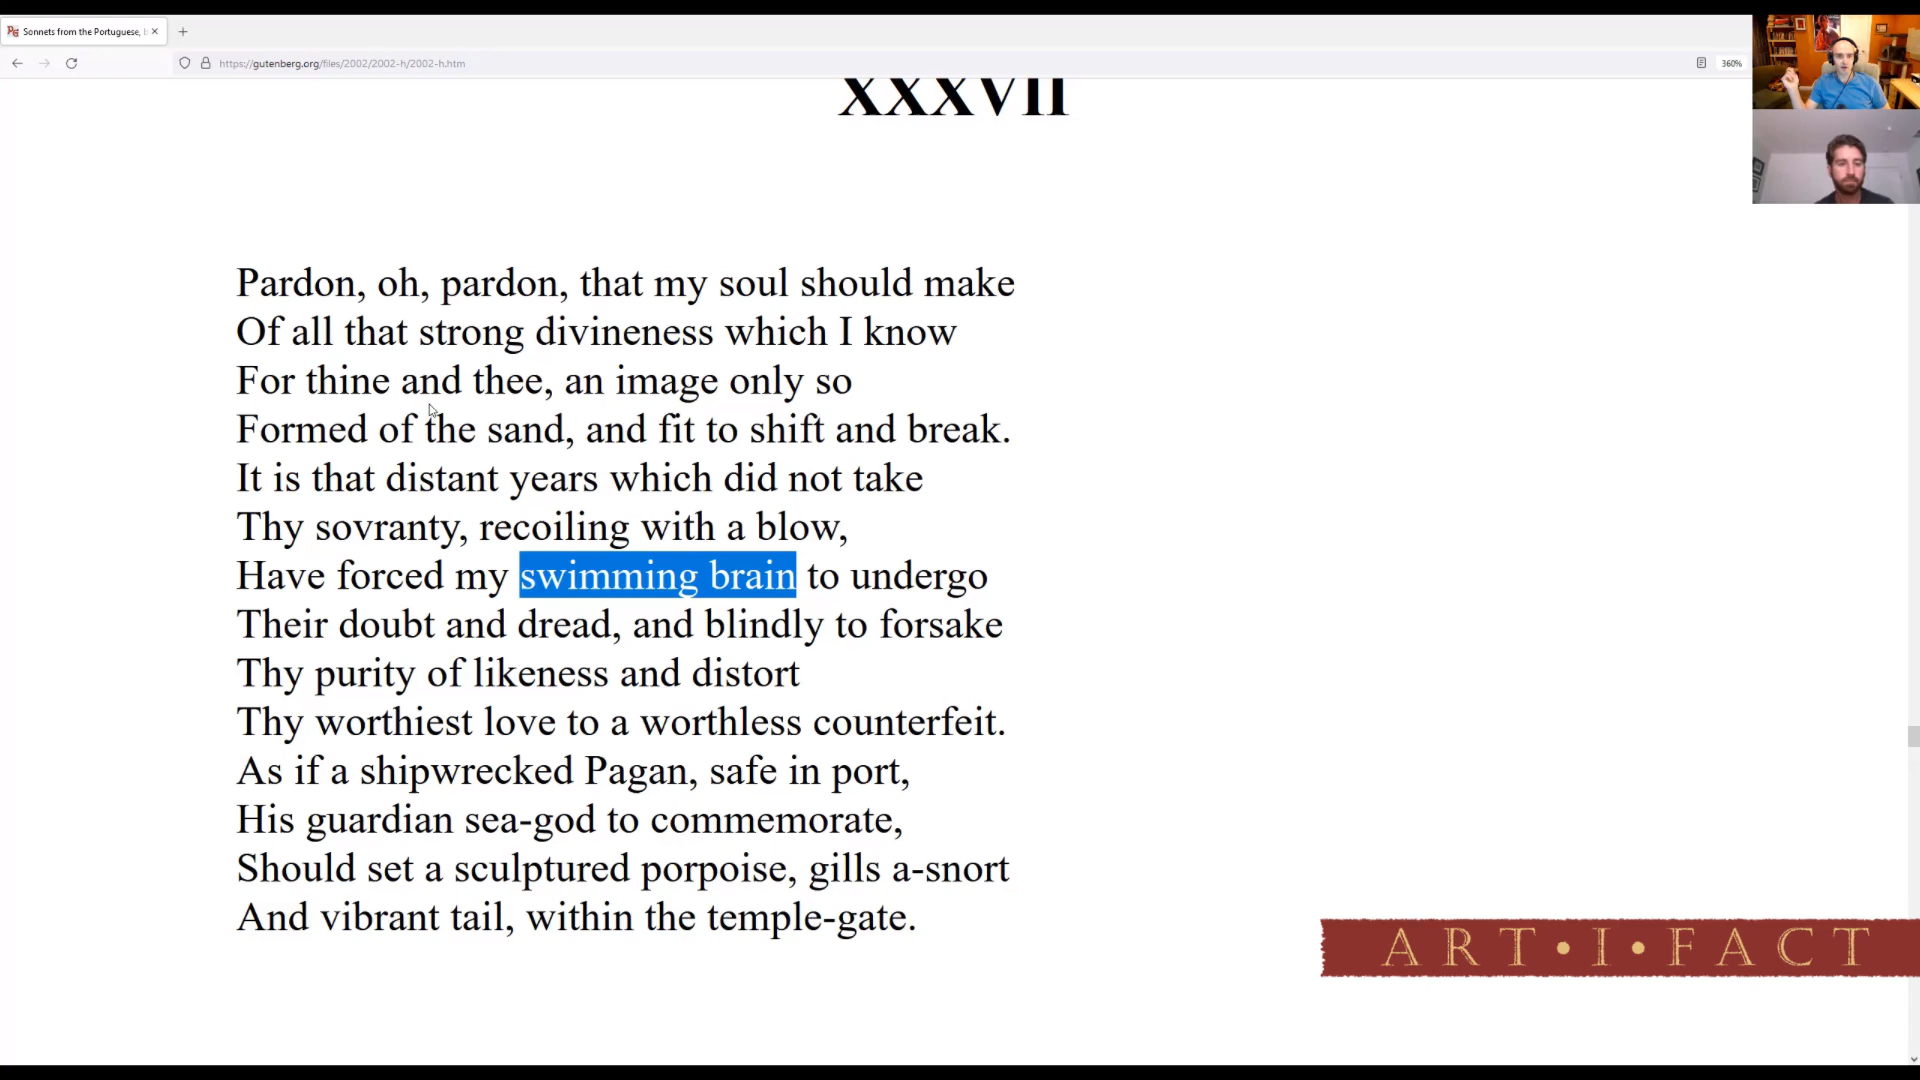 Sonnets from the Portuguese,
https://gutenberg.org/files/2002/2002-h/2002-h.htm
360%
XXXVII
Pardon, oh, pardon, that my soul should make
Of all that strong divineness which I know
For thine and thee, an image only so
Formed of the sand, and fit to shift and break.
It is that distant years which did not take
Thy sovranty, recoiling with a blow,
Have forced my swimming brain to undergo
Their doubt and dread, and blindly to forsake
Thy purity of likeness and distort
Thy worthiest love to a worthless counterfeit.
As if a shipwrecked Pagan, safe in port,
His guardian sea-god to commemorate,
Should set a sculptured porpoise, gills a-snort
And vibrant tail, within the temple-gate.
ART•I•FACT